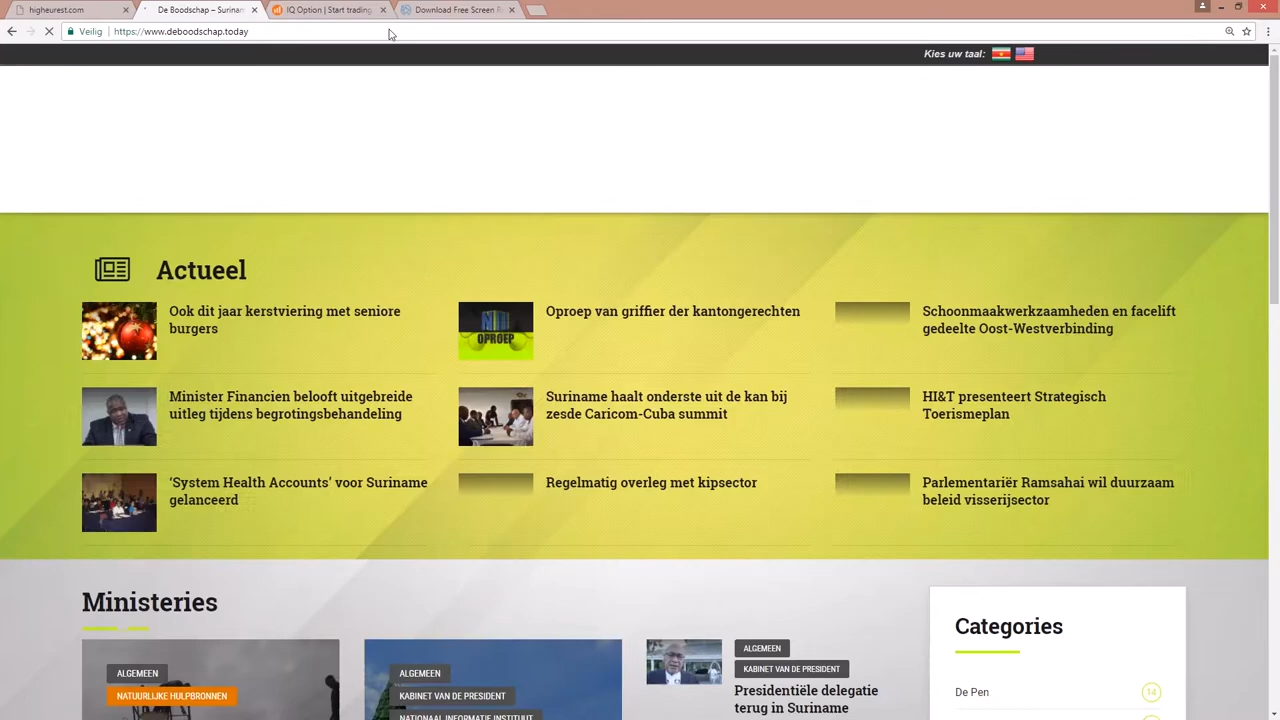 higheurest.com
De Boodschap – Surinam
IQ Option | Start trading
Download Free Screen R
Veilig
https://www.deboodschap.today
Kies uw taal:
Actueel
Ook dit jaar kerstviering met seniore
burgers
OPROEP
Oproep van griffier der kantongerechten
Schoonmaakwerkzaamheden en facelift
gedeelte Oost-Westverbinding
Minister Financien belooft uitgebreide
uitleg tijdens begrotingsbehandeling
Suriname haalt onderste uit de kan bij
zesde Caricom-Cuba summit
HI&T presenteert Strategisch
Toerismeplan
‘System Health Accounts’ voor Suriname
gelanceerd
Regelmatig overleg met kipsector
Parlementariër Ramsahai wil duurzaam
beleid visserijsector
Ministeries
ALGEMEEN
NATUURLIJKE HULPBRONNEN
ALGEMEEN
KABINET VAN DE PRESIDENT
NATIONAAL INFORMATIE INSTITUUT
ALGEMEEN
KABINET VAN DE PRESIDENT
Presidentiële delegatie
terug in Suriname
Categories
De Pen
14